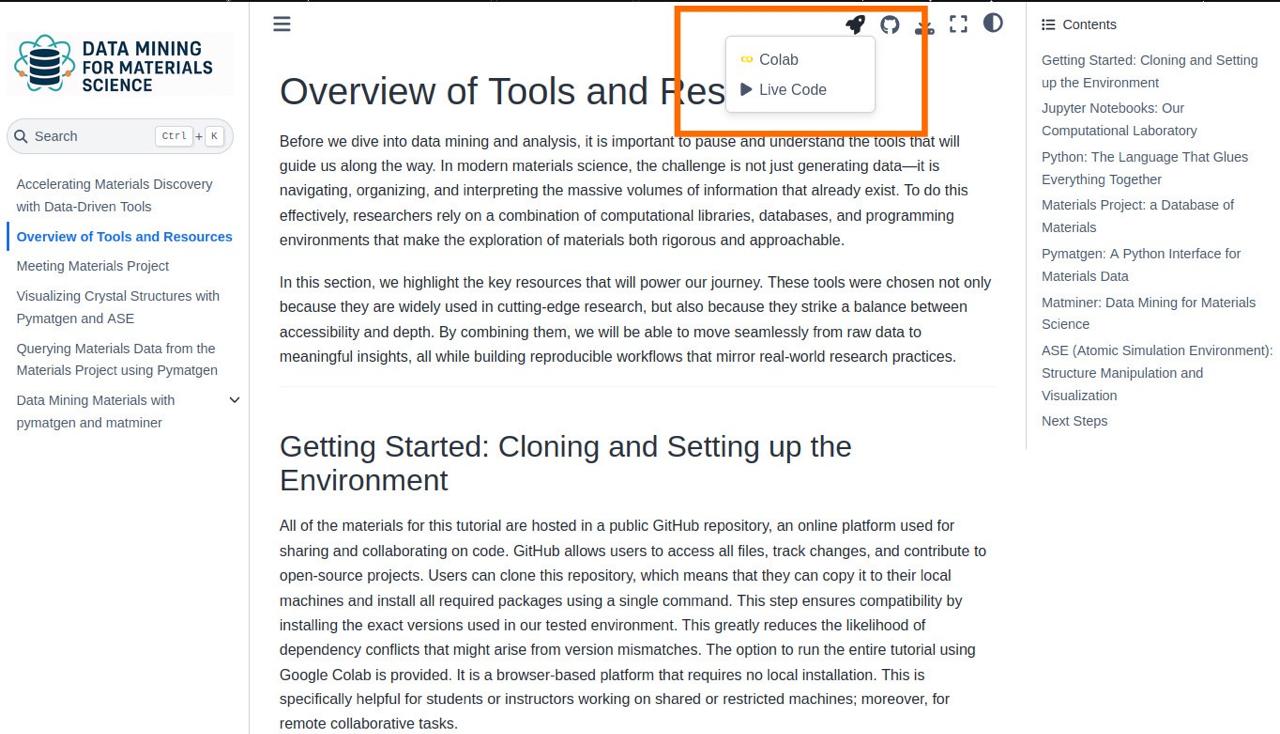 DATA MINING
FOR MATERIALS
SCIENCE
Search Ctrl + K
Accelerating Materials Discovery
with Data-Driven Tools
Overview of Tools and Resources
Meeting Materials Project
Visualizing Crystal Structures with
Pymatgen and ASE
Querying Materials Data from the
Materials Project using Pymatgen
Data Mining Materials with
pymatgen and matminer
Colab
Live Code
Overview of Tools and Res
Before we dive into data mining and analysis, it is important to pause and understand the tools that will
guide us along the way. In modern materials science, the challenge is not just generating data—it is
navigating, organizing, and interpreting the massive volumes of information that already exist. To do this
effectively, researchers rely on a combination of computational libraries, databases, and programming
environments that make the exploration of materials both rigorous and approachable.
In this section, we highlight the key resources that will power our journey. These tools were chosen not only
because they are widely used in cutting-edge research, but also because they strike a balance between
accessibility and depth. By combining them, we will be able to move seamlessly from raw data to
meaningful insights, all while building reproducible workflows that mirror real-world research practices.
Getting Started: Cloning and Setting up the
Environment
All of the materials for this tutorial are hosted in a public GitHub repository, an online platform used for
sharing and collaborating on code. GitHub allows users to access all files, track changes, and contribute to
open-source projects. Users can clone this repository, which means that they can copy it to their local
machines and install all required packages using a single command. This step ensures compatibility by
installing the exact versions used in our tested environment. This greatly reduces the likelihood of
dependency conflicts that might arise from version mismatches. The option to run the entire tutorial using
Google Colab is provided. It is a browser-based platform that requires no local installation. This is
specifically helpful for students or instructors working on shared or restricted machines; moreover, for
remote collaborative tasks.
Contents
Getting Started: Cloning and Setting
up the Environment
Jupyter Notebooks: Our
Computational Laboratory
Python: The Language That Glues
Everything Together
Materials Project: a Database of
Materials
Pymatgen: A Python Interface for
Materials Data
Matminer: Data Mining for Materials
Science
ASE (Atomic Simulation Environment):
Structure Manipulation and
Visualization
Next Steps